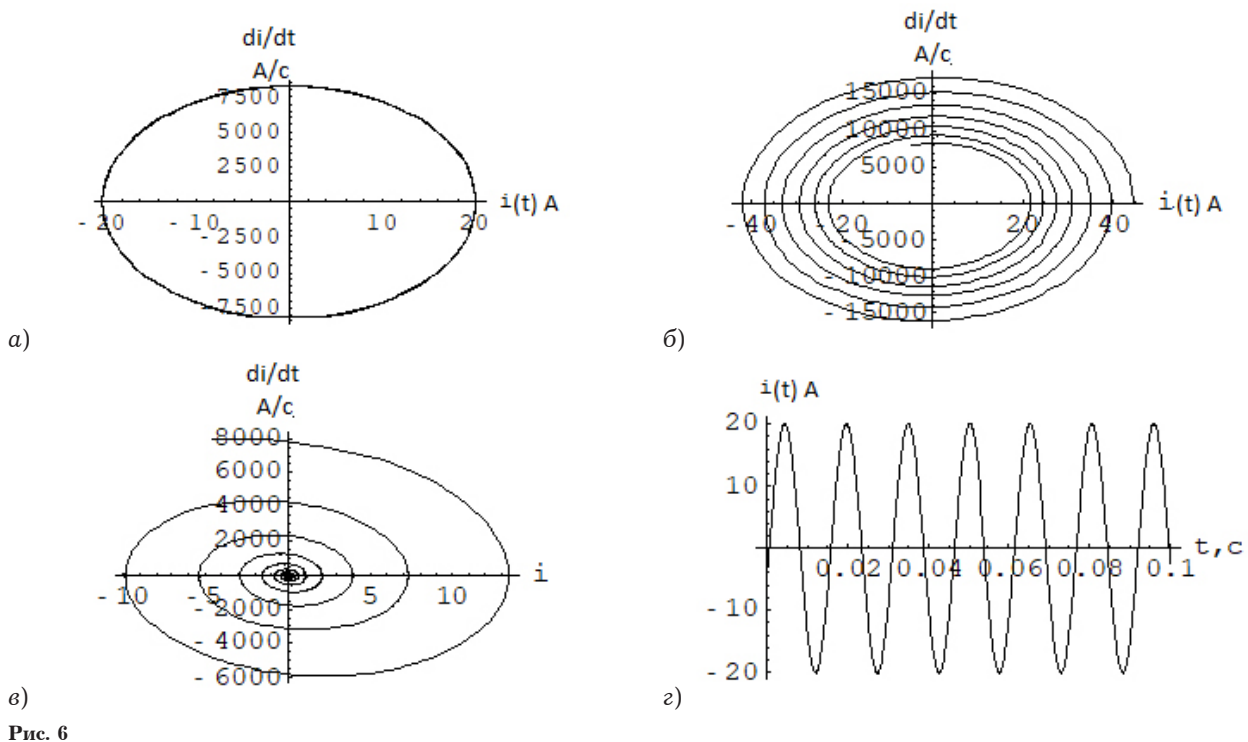 di/dt
A/c
7500
5000
2500
-20 -10 10 20 i(t) A
-2500
-5000
-7500
а)
di/dt
A/c
15000
10000
5000
-40 -20 20 40 i(t) A
-5000
-10000
-15000
б)
di/dt
A/c
8000
6000
4000
2000
-10 -5 5 10 i
-2000
-4000
-6000
в)
i(t) A
20
10
0.02 0.04 0.06 0.08 0.1 t,c
-10
-20
г)
Рис. 6